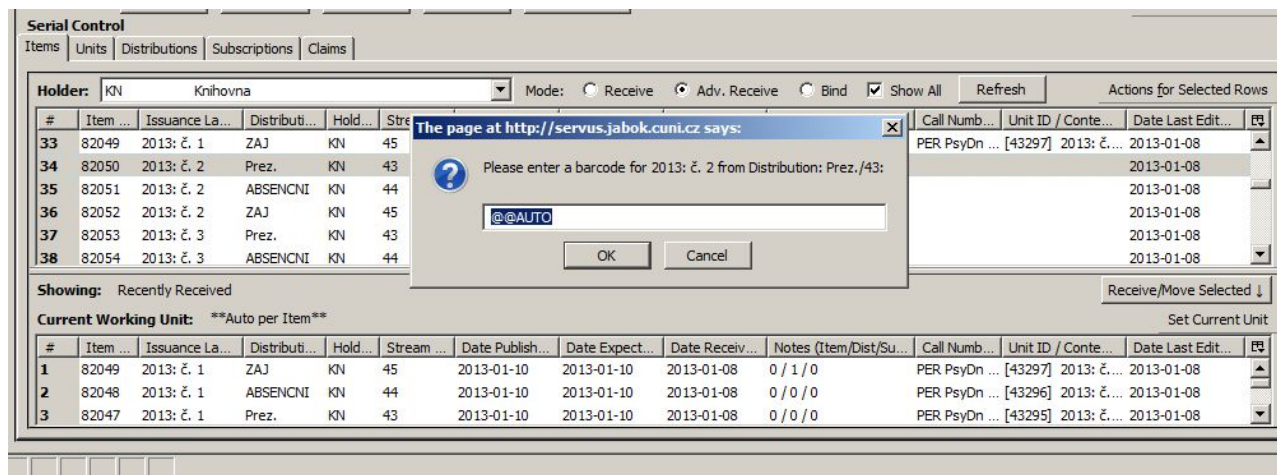 Serial Control
Items Units Distributions Subscriptions Claims
Holder: KN Knihovna Mode: Receive Adv. Receive Bind Show All Refresh Actions for Selected Rows
# Item ... Issuance La... Distributi... Hold... Stre Call Numb... Unit ID / Conte... Date Last Edit...
33 82049 2013: č. 1 ZAJ KN 45 PER PsyDn ... [43297] 2013: č.... 2013-01-08
34 82050 2013: č. 2 Prez. KN 43 2013-01-08
35 82051 2013: č. 2 ABSENCNI KN 44 2013-01-08
36 82052 2013: č. 2 ZAJ KN 45 2013-01-08
37 82053 2013: č. 3 Prez. KN 43 2013-01-08
38 82054 2013: č. 3 ABSENCNI KN 44 2013-01-08
The page at http://servus.jabok.cuni.cz says:
Please enter a barcode for 2013: č. 2 from Distribution: Prez./43:
@@AUTO
OK Cancel
Showing: Recently Received Receive/Move Selected ↓
Current Working Unit: **Auto per Item** Set Current Unit
# Item ... Issuance La... Distributi... Hold... Stream ... Date Publish... Date Expect... Date Receiv... Notes (Item/Dist/Su... Call Numb... Unit ID / Conte... Date Last Edit...
1 82049 2013: č. 1 ZAJ KN 45 2013-01-10 2013-01-10 2013-01-08 0 / 1 / 0 PER PsyDn ... [43297] 2013: č.... 2013-01-08
2 82048 2013: č. 1 ABSENCNI KN 44 2013-01-10 2013-01-10 2013-01-08 0 / 0 / 0 PER PsyDn ... [43296] 2013: č.... 2013-01-08
3 82047 2013: č. 1 Prez. KN 43 2013-01-10 2013-01-10 2013-01-08 0 / 0 / 0 PER PsyDn ... [43295] 2013: č.... 2013-01-08